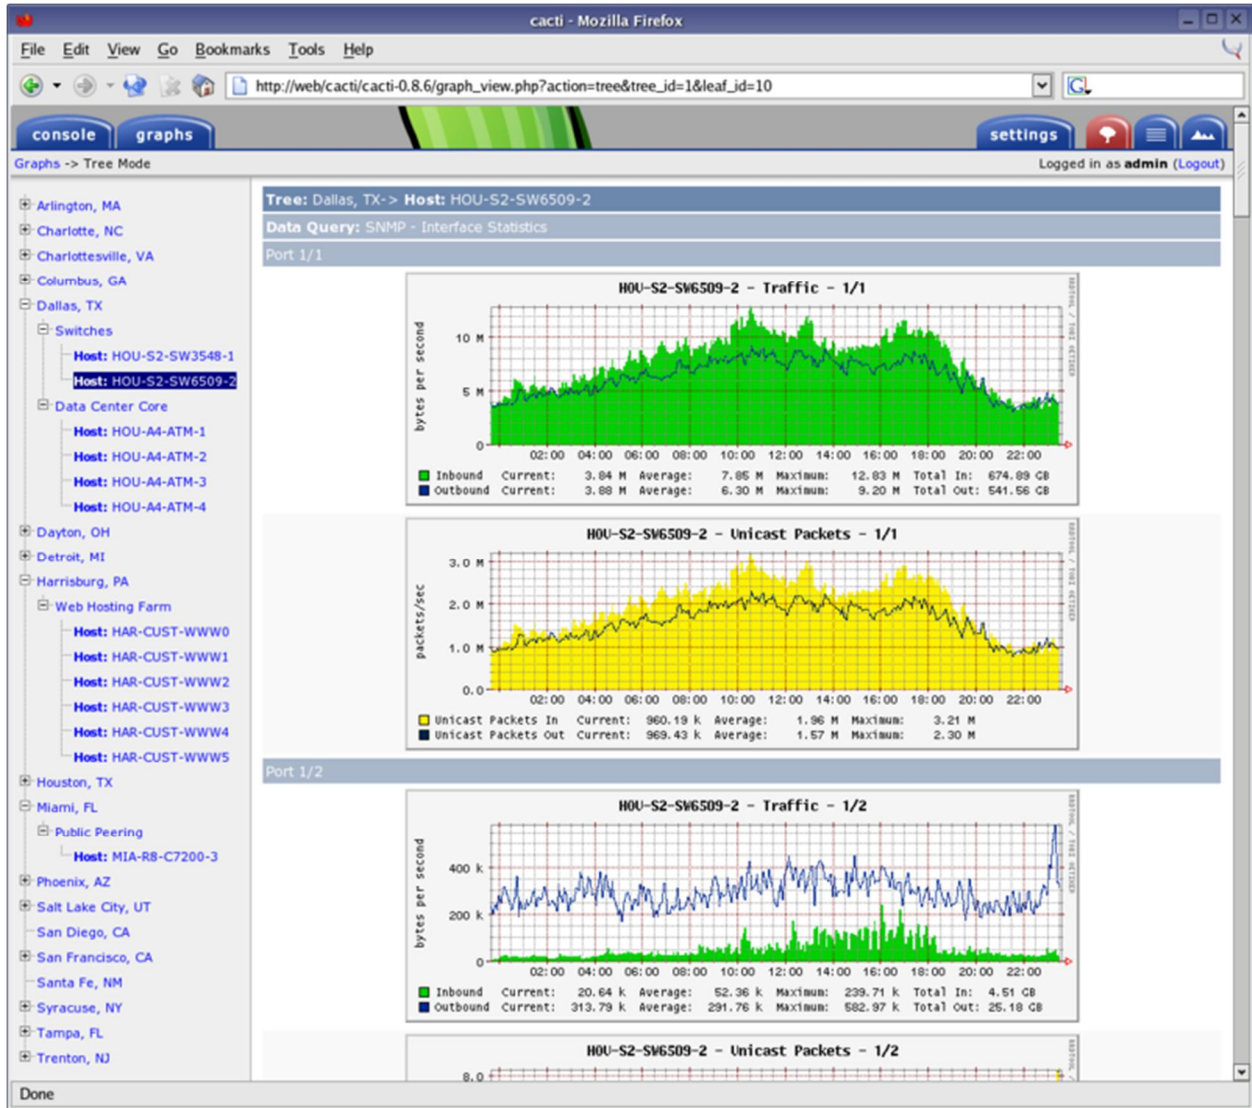 cacti - Mozilla Firefox
File Edit View Go Bookmarks Tools Help
http://web/cacti/cacti-0.8.6/graph_view.php?action=tree&tree_id=1&leaf_id=10
G
console graphs settings
Graphs -> Tree Mode
Logged in as admin (Logout)
Arlington, MA
Charlotte, NC
Charlottesville, VA
Columbus, GA
Dallas, TX
Switches
Host: HOU-S2-SW3548-1
Host: HOU-S2-SW6509-2
Data Center Core
Host: HOU-A4-ATM-1
Host: HOU-A4-ATM-2
Host: HOU-A4-ATM-3
Host: HOU-A4-ATM-4
Dayton, OH
Detroit, MI
Harrisburg, PA
Web Hosting Farm
Host: HAR-CUST-WWW0
Host: HAR-CUST-WWW1
Host: HAR-CUST-WWW2
Host: HAR-CUST-WWW3
Host: HAR-CUST-WWW4
Host: HAR-CUST-WWW5
Houston, TX
Miami, FL
Public Peering
Host: MIA-R8-C7200-3
Phoenix, AZ
Salt Lake City, UT
San Diego, CA
San Francisco, CA
Santa Fe, NM
Syracuse, NY
Tampa, FL
Trenton, NJ
Tree: Dallas, TX-> Host: HOU-S2-SW6509-2
Data Query: SNMP - Interface Statistics
Port 1/1
HOU-S2-SW6509-2 - Traffic - 1/1
RRDTOOL / TOBI OETIKER
bytes per second
10 M
5 M
0
02:00 04:00 06:00 08:00 10:00 12:00 14:00 16:00 18:00 20:00 22:00
Inbound Current: 3.84 M Average: 7.85 M Maximum: 12.83 M Total In: 674.89 GB
Outbound Current: 3.88 M Average: 6.30 M Maximum: 9.20 M Total Out: 541.56 GB
HOU-S2-SW6509-2 - Unicast Packets - 1/1
RRDTOOL / TOBI OETIKER
packets/sec
3.0 M
2.0 M
1.0 M
0.0
02:00 04:00 06:00 08:00 10:00 12:00 14:00 16:00 18:00 20:00 22:00
Unicast Packets In Current: 960.19 k Average: 1.96 M Maximum: 3.21 M
Unicast Packets Out Current: 969.43 k Average: 1.57 M Maximum: 2.30 M
Port 1/2
HOU-S2-SW6509-2 - Traffic - 1/2
RRDTOOL / TOBI OETIKER
bytes per second
400 k
200 k
0
02:00 04:00 06:00 08:00 10:00 12:00 14:00 16:00 18:00 20:00 22:00
Inbound Current: 20.64 k Average: 52.36 k Maximum: 239.71 k Total In: 4.51 GB
Outbound Current: 313.79 k Average: 291.76 k Maximum: 582.97 k Total Out: 25.18 GB
HOU-S2-SW6509-2 - Unicast Packets - 1/2
8.0
Done